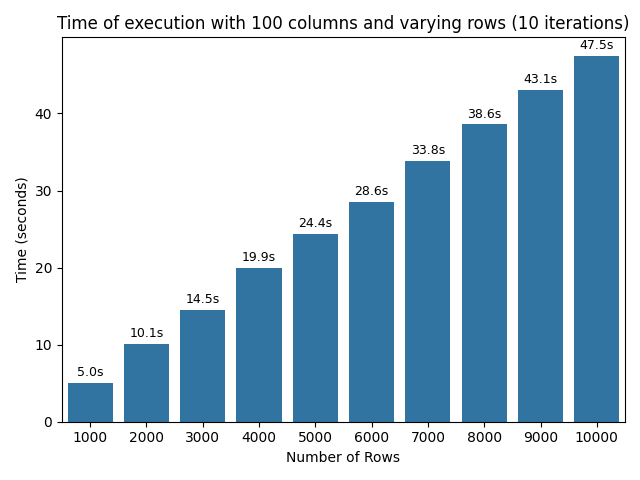 Time of execution with 100 columns and varying rows (10 iterations)
47.5s
43.1s
38.6s
33.8s
28.6s
24.4s
19.9s
14.5s
10.1s
5.0s
40
30
20
10
0
Time (seconds)
1000 2000 3000 4000 5000 6000 7000 8000 9000 10000
Number of Rows